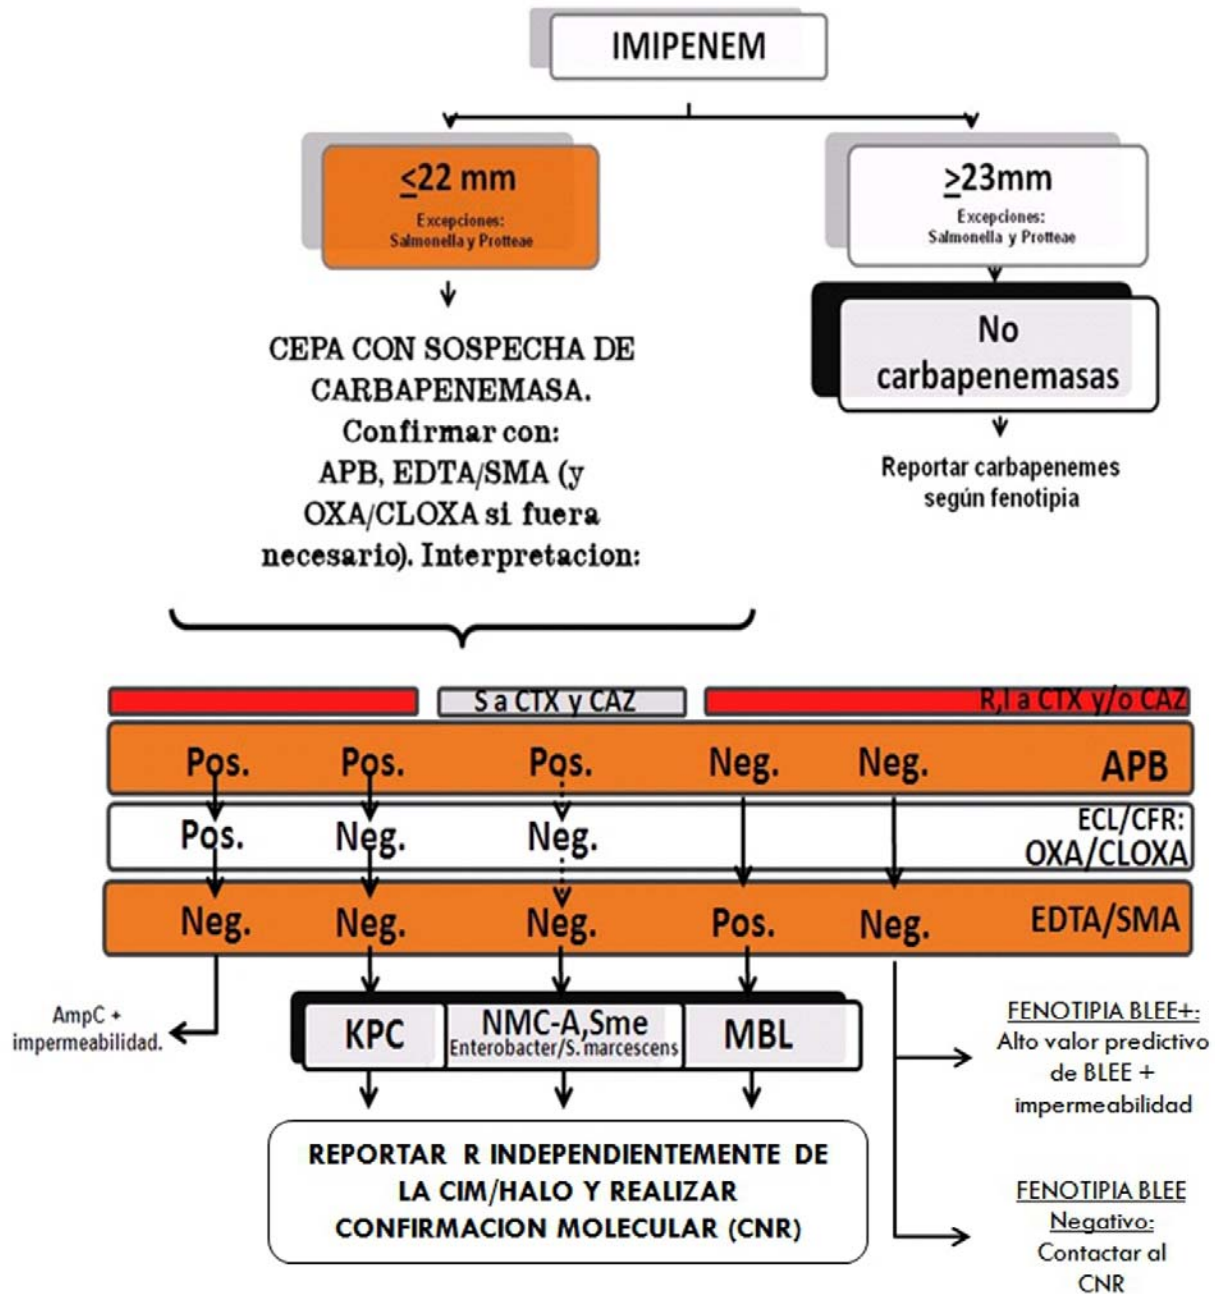 IMIPENEM
≤22 mm
Excepciones:
Salmonella y Protteae
≥23mm
Excepciones:
Salmonella y Protteae
No
carbapenemasas
Reportar carbapenemes
según fenotipia
CEPA CON SOSPECHA DE
CARBAPENEMASA.
Confirmar con:
APB, EDTA/SMA (y
OXA/CLOXA si fuera
necesario). Interpretacion:
S a CTX y CAZ
R,I a CTX y/o CAZ
Pos. Pos. Pos. Neg. Neg. APB
Pos. Neg. Neg. ECL/CFR:
OXA/CLOXA
Neg. Neg. Neg. Pos. Neg. EDTA/SMA
AmpC +
impermeabilidad.
KPC
NMC-A,Sme
Enterobacter/S. marcescens
MBL
REPORTAR R INDEPENDIENTEMENTE DE
LA CIM/HALO Y REALIZAR
CONFIRMACION MOLECULAR (CNR)
FENOTIPIA BLEE+:
Alto valor predictivo
de BLEE +
impermeabilidad
FENOTIPIA BLEE
Negativo:
Contactar al
CNR